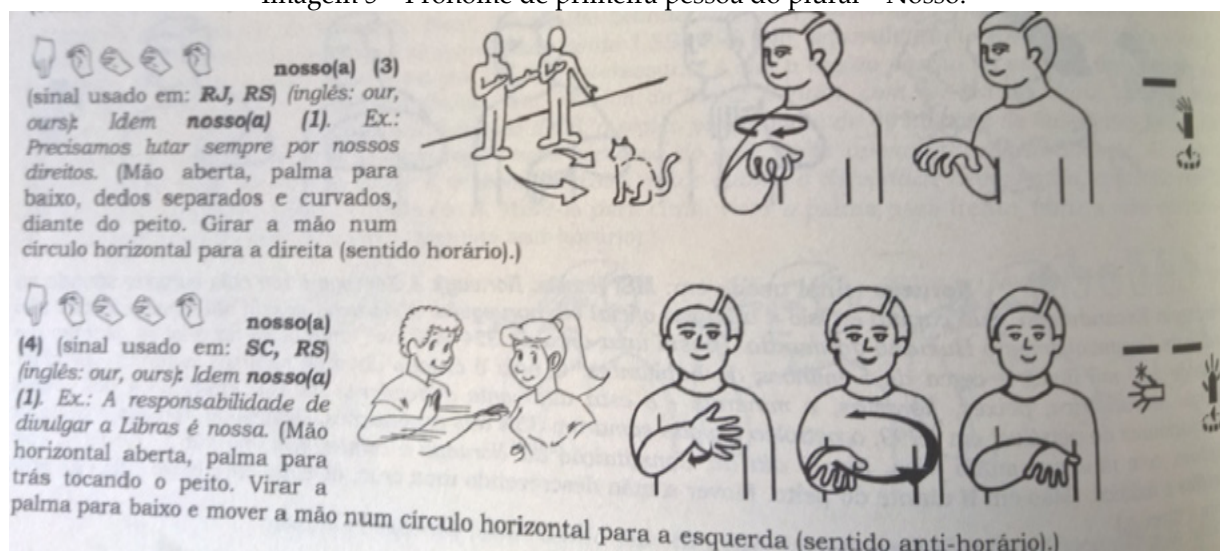 Imagem 3 – Pronome de primeira pessoa do plural – Nosso.
nosso(a) (3)
(sinal usado em: RJ, RS) (inglês: our,
ours): Idem nosso(a) (1). Ex.:
Precisamos lutar sempre por nossos
direitos. (Mão aberta, palma para
baixo, dedos separados e curvados,
diante do peito. Girar a mão num
círculo horizontal para a direita (sentido horário).)
nosso(a)
(4) (sinal usado em: SC, RS)
(inglês: our, ours): Idem nosso(a)
(1). Ex.: A responsabilidade de
divulgar a Libras é nossa. (Mão
horizontal aberta, palma para
trás tocando o peito. Virar a
palma para baixo e mover a mão num círculo horizontal para a esquerda (sentido anti-horário).)